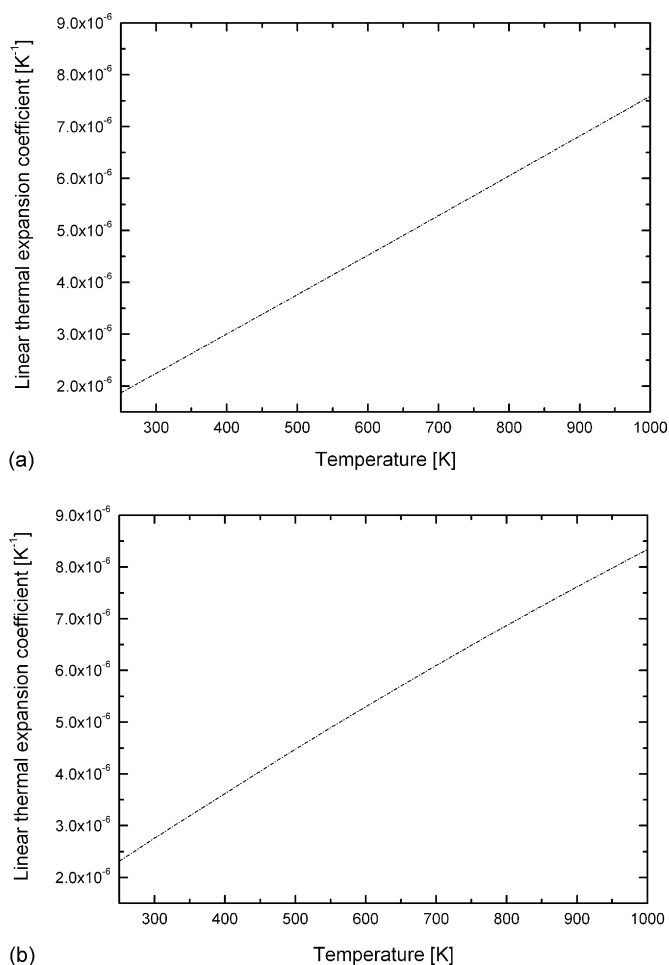 9.0x10⁻⁶
8.0x10⁻⁶
7.0x10⁻⁶
6.0x10⁻⁶
5.0x10⁻⁶
4.0x10⁻⁶
3.0x10⁻⁶
2.0x10⁻⁶
Linear thermal expansion coefficient [K⁻¹]
300 400 500 600 700 800 900 1000
Temperature [K]
(a)
9.0x10⁻⁶
8.0x10⁻⁶
7.0x10⁻⁶
6.0x10⁻⁶
5.0x10⁻⁶
4.0x10⁻⁶
3.0x10⁻⁶
2.0x10⁻⁶
Linear thermal expansion coefficient [K⁻¹]
300 400 500 600 700 800 900 1000
Temperature [K]
(b)